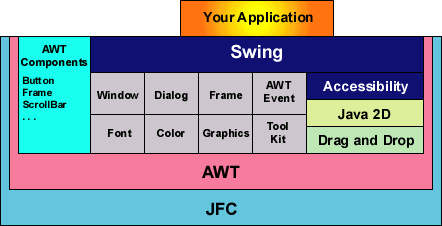 Your Application
AWT
Components
Button
Frame
ScrollBar
. . .
Swing
Window
Dialog
Frame
AWT
Event
Font
Color
Graphics
Tool
Kit
Accessibility
Java 2D
Drag and Drop
AWT
JFC